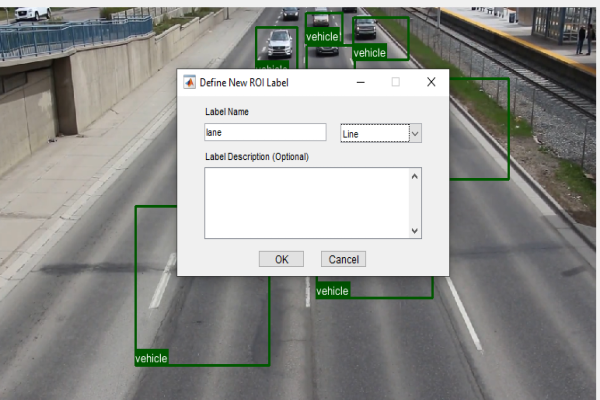 vehicle
vehicle
vehicle
Define New ROI Label
Label Name
lane
Line
Label Description (Optional)
OK
Cancel
vehicle
vehicle